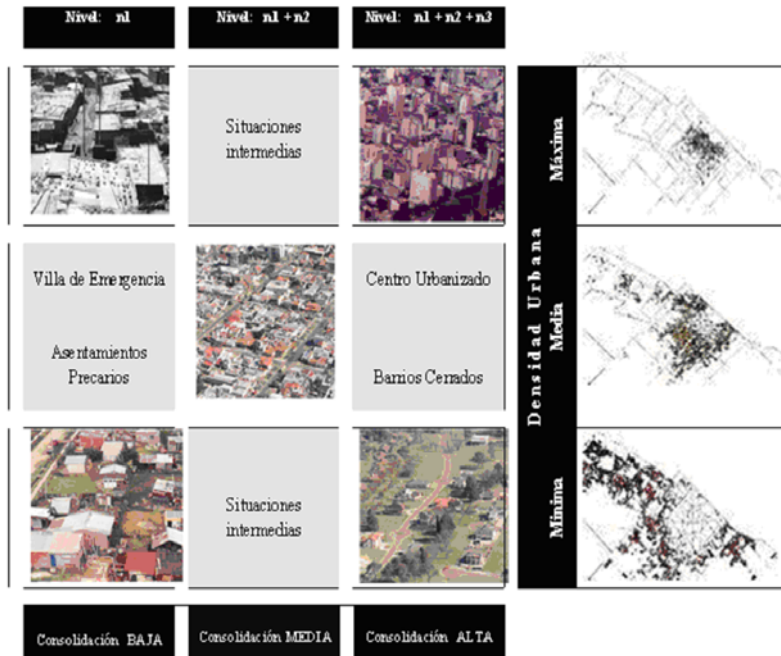 Nivel: n1
Nivel: n1 + n2
Nivel: n1 + n2 + n3
Situaciones
intermedias
Máxima
Villa de Emergencia
Asentamientos
Precarios
Centro Urbanizado
Barrios Cerrados
Densidad Urbana
Media
Situaciones
intermedias
Mínima
Consolidación BAJA
Consolidación MEDIA
Consolidación ALTA